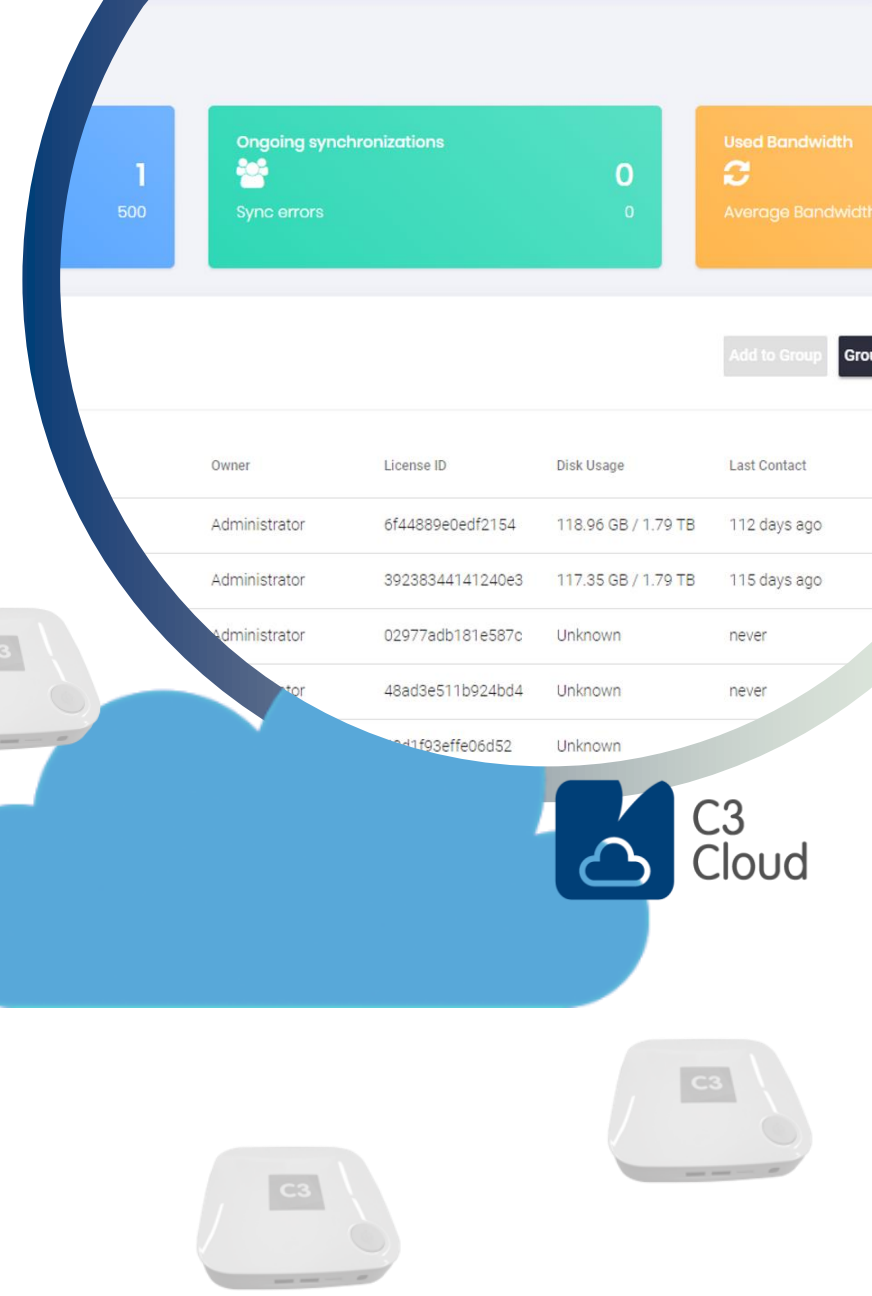 Ongoing synchronizations
Used Bandwidth
1
0
500
Sync errors
0
Average Bandwidth
Add to Group
Owner
License ID
Disk Usage
Last Contact
Administrator
6f44889e0edf2154
118.96 GB / 1.79 TB
112 days ago
Administrator
39238344141240e3
117.35 GB / 1.79 TB
115 days ago
Administrator
02977adb181e587c
Unknown
never
48ad3e511b924bd4
Unknown
never
Unknown
C3
Cloud
C3
C3